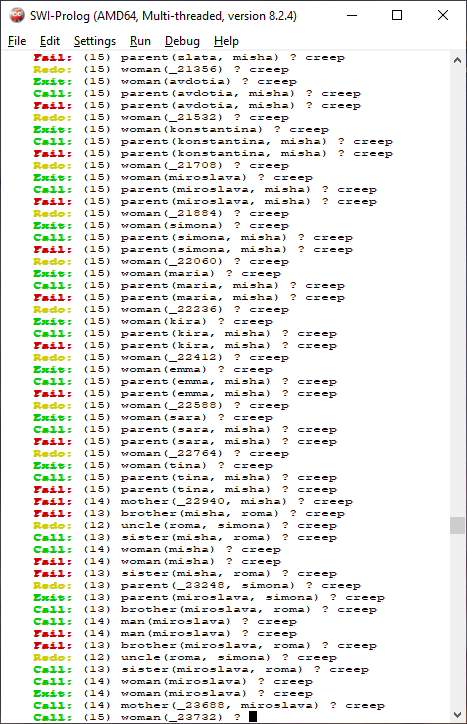 SWI-Prolog (AMD64, Multi-threaded, version 8.2.4)
File Edit Settings Run Debug Help
Fail: (15) parent(zlata, misha) ? creep
Redo: (15) woman(_21356) ? creep
Exit: (15) woman(avdotia) ? creep
Call: (15) parent(avdotia, misha) ? creep
Fail: (15) parent(avdotia, misha) ? creep
Redo: (15) woman(_21532) ? creep
Exit: (15) woman(konstantina) ? creep
Call: (15) parent(konstantina, misha) ? creep
Fail: (15) parent(konstantina, misha) ? creep
Redo: (15) woman(_21708) ? creep
Exit: (15) woman(miroslava) ? creep
Call: (15) parent(miroslava, misha) ? creep
Fail: (15) parent(miroslava, misha) ? creep
Redo: (15) woman(_21884) ? creep
Exit: (15) woman(simona) ? creep
Call: (15) parent(simona, misha) ? creep
Fail: (15) parent(simona, misha) ? creep
Redo: (15) woman(_22060) ? creep
Exit: (15) woman(maria) ? creep
Call: (15) parent(maria, misha) ? creep
Fail: (15) parent(maria, misha) ? creep
Redo: (15) woman(_22236) ? creep
Exit: (15) woman(kira) ? creep
Call: (15) parent(kira, misha) ? creep
Fail: (15) parent(kira, misha) ? creep
Redo: (15) woman(_22412) ? creep
Exit: (15) woman(emma) ? creep
Call: (15) parent(emma, misha) ? creep
Fail: (15) parent(emma, misha) ? creep
Redo: (15) woman(_22588) ? creep
Exit: (15) woman(sara) ? creep
Call: (15) parent(sara, misha) ? creep
Fail: (15) parent(sara, misha) ? creep
Redo: (15) woman(_22764) ? creep
Exit: (15) woman(tina) ? creep
Call: (15) parent(tina, misha) ? creep
Fail: (15) parent(tina, misha) ? creep
Fail: (14) mother(_22940, misha) ? creep
Fail: (13) brother(misha, roma) ? creep
Redo: (12) uncle(roma, simona) ? creep
Call: (13) sister(misha, roma) ? creep
Call: (14) woman(misha) ? creep
Fail: (14) woman(misha) ? creep
Fail: (13) sister(misha, roma) ? creep
Redo: (13) parent(_23248, simona) ? creep
Exit: (13) parent(miroslava, simona) ? creep
Call: (13) brother(miroslava, roma) ? creep
Call: (14) man(miroslava) ? creep
Fail: (14) man(miroslava) ? creep
Fail: (13) brother(miroslava, roma) ? creep
Redo: (12) uncle(roma, simona) ? creep
Call: (13) sister(miroslava, roma) ? creep
Call: (14) woman(miroslava) ? creep
Exit: (14) woman(miroslava) ? creep
Call: (14) mother(_23688, miroslava) ? creep
Call: (15) woman(_23732) ?